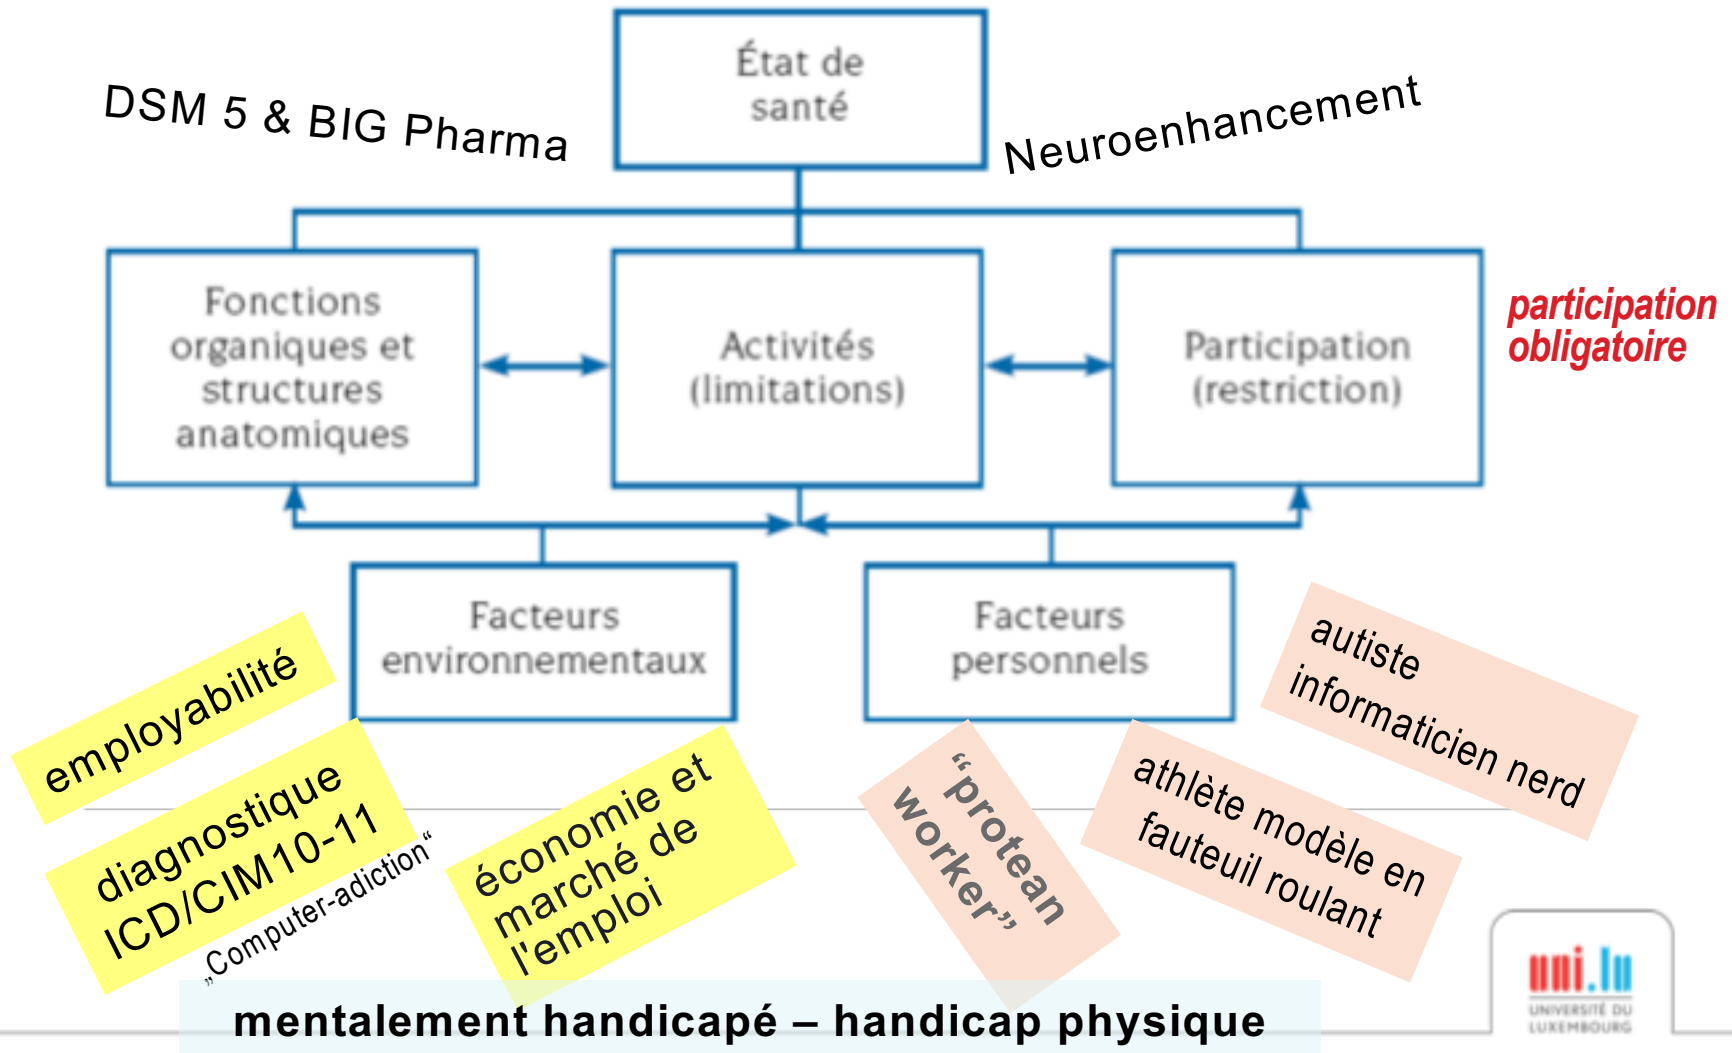 État de
santé
DSM 5 & BIG Pharma
Neuroenhancement
Fonctions
organiques et
structures
anatomiques
Activités
(limitations)
Participation
(restriction)
participation
obligatoire
Facteurs
environnementaux
Facteurs
personnels
employabilité
diagnostique
ICD/CIM10-11
„Computer-adiction“
économie et
marché de
l'emploi
“protean
worker”
athlète modèle en
fauteuil roulant
autiste
informaticien nerd
mentalement handicapé – handicap physique
uni.lu
UNIVERSITÉ DU
LUXEMBOURG